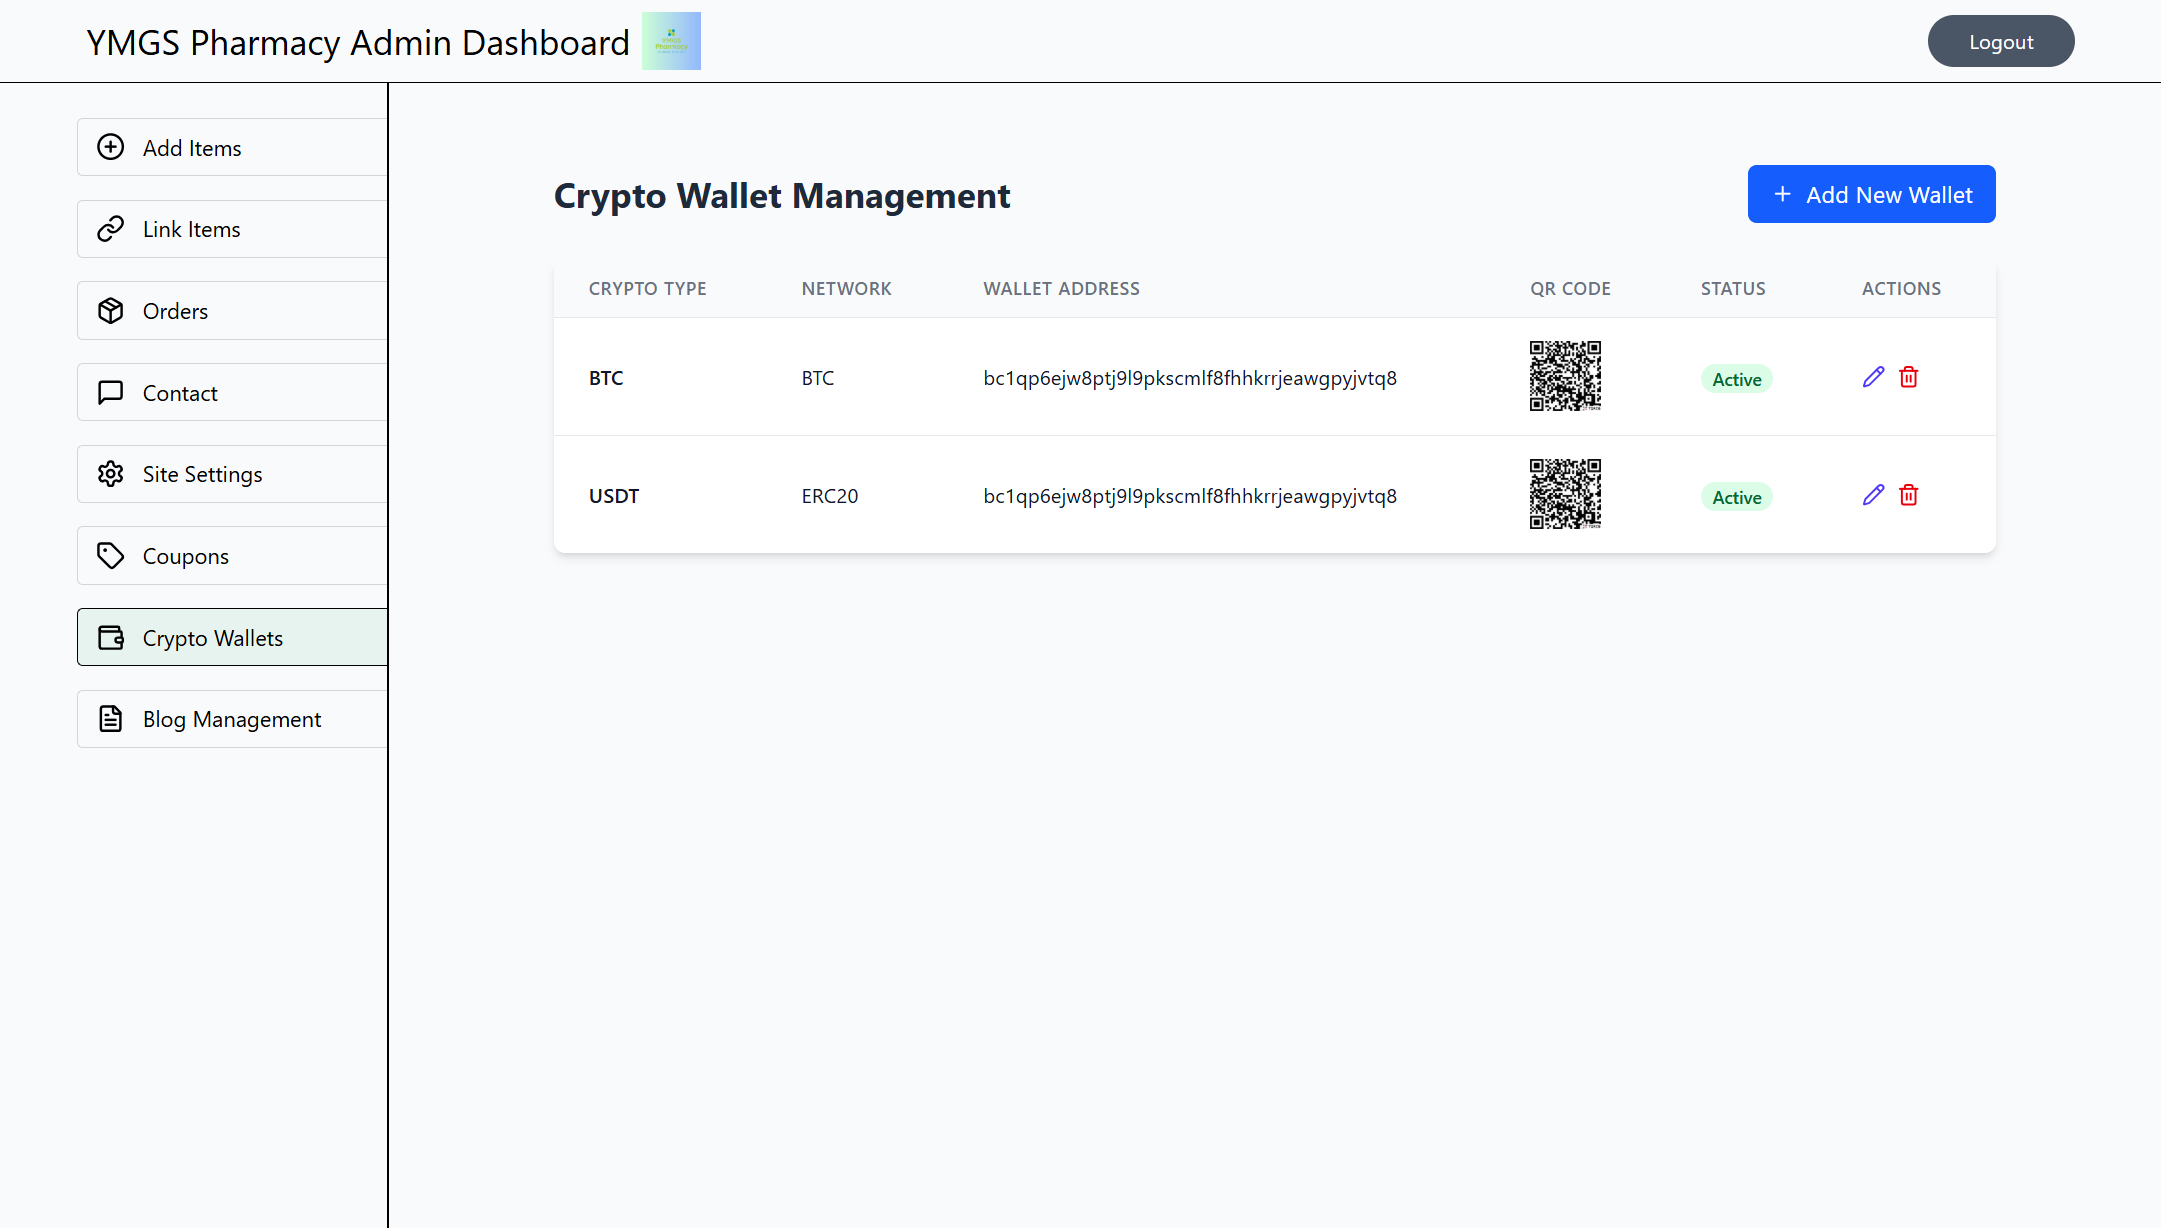 YMGS Pharmacy Admin Dashboard
YMGS
Pharmacy
Logout
Add Items
Link Items
Orders
Contact
Site Settings
Coupons
Crypto Wallets
Blog Management
Crypto Wallet Management
Add New Wallet
CRYPTO TYPE NETWORK WALLET ADDRESS QR CODE STATUS ACTIONS
BTC BTC bc1qp6ejw8ptj9l9pkscmlf8fhhkrrjeawgpyjvtq8 Active
USDT ERC20 bc1qp6ejw8ptj9l9pkscmlf8fhhkrrjeawgpyjvtq8 Active